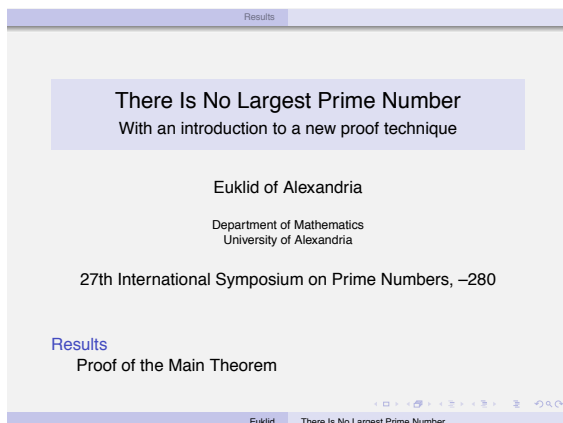 Results
There Is No Largest Prime Number
With an introduction to a new proof technique
Euklid of Alexandria
Department of Mathematics
University of Alexandria
27th International Symposium on Prime Numbers, –280
Results
Proof of the Main Theorem
Euklid There Is No Largest Prime Number